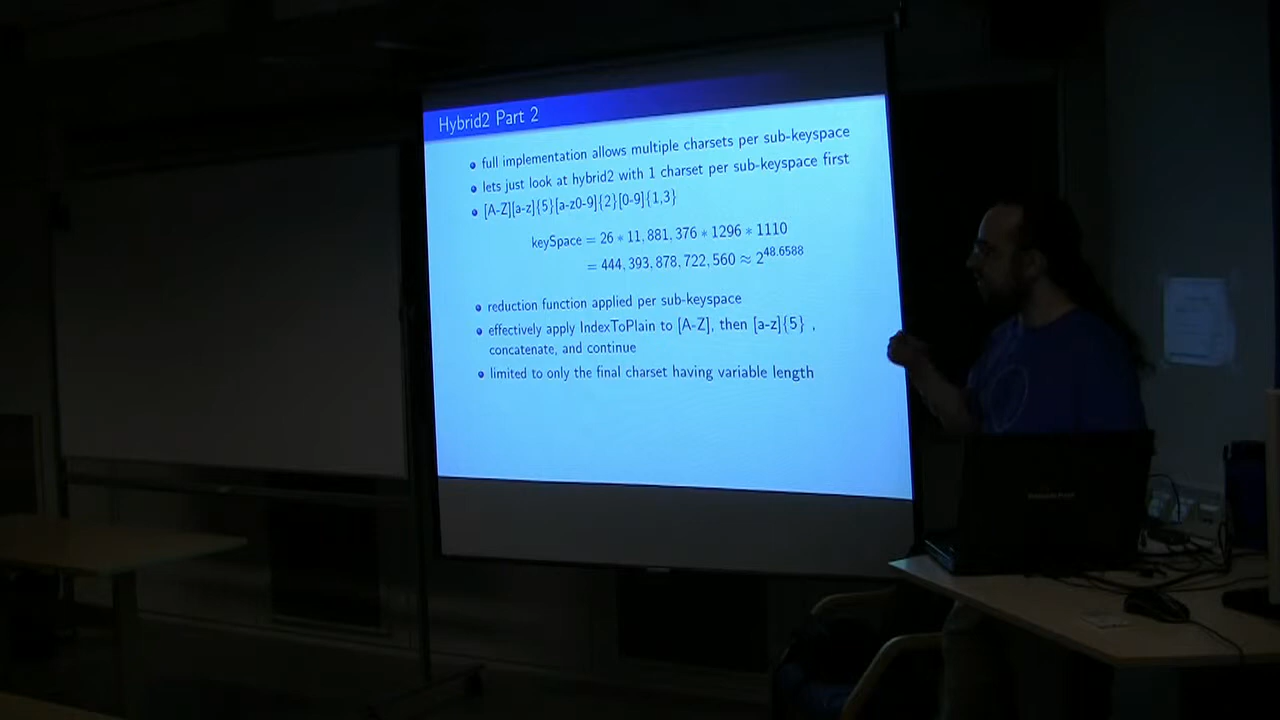 Hybrid2 Part 2
full implementation allows multiple charsets per sub-keyspace
lets just look at hybrid2 with 1 charset per sub-keyspace first
[A-Z][a-z]{5}[a-z0-9]{2}[0-9]{1,3}
keySpace = 26 * 11, 881, 376 * 1296 * 1110
= 444, 393, 878, 722, 560 ≈ 2^48.6588
reduction function applied per sub-keyspace
effectively apply IndexToPlain to [A-Z], then [a-z]{5} ,
concatenate, and continue
limited to only the final charset having variable length